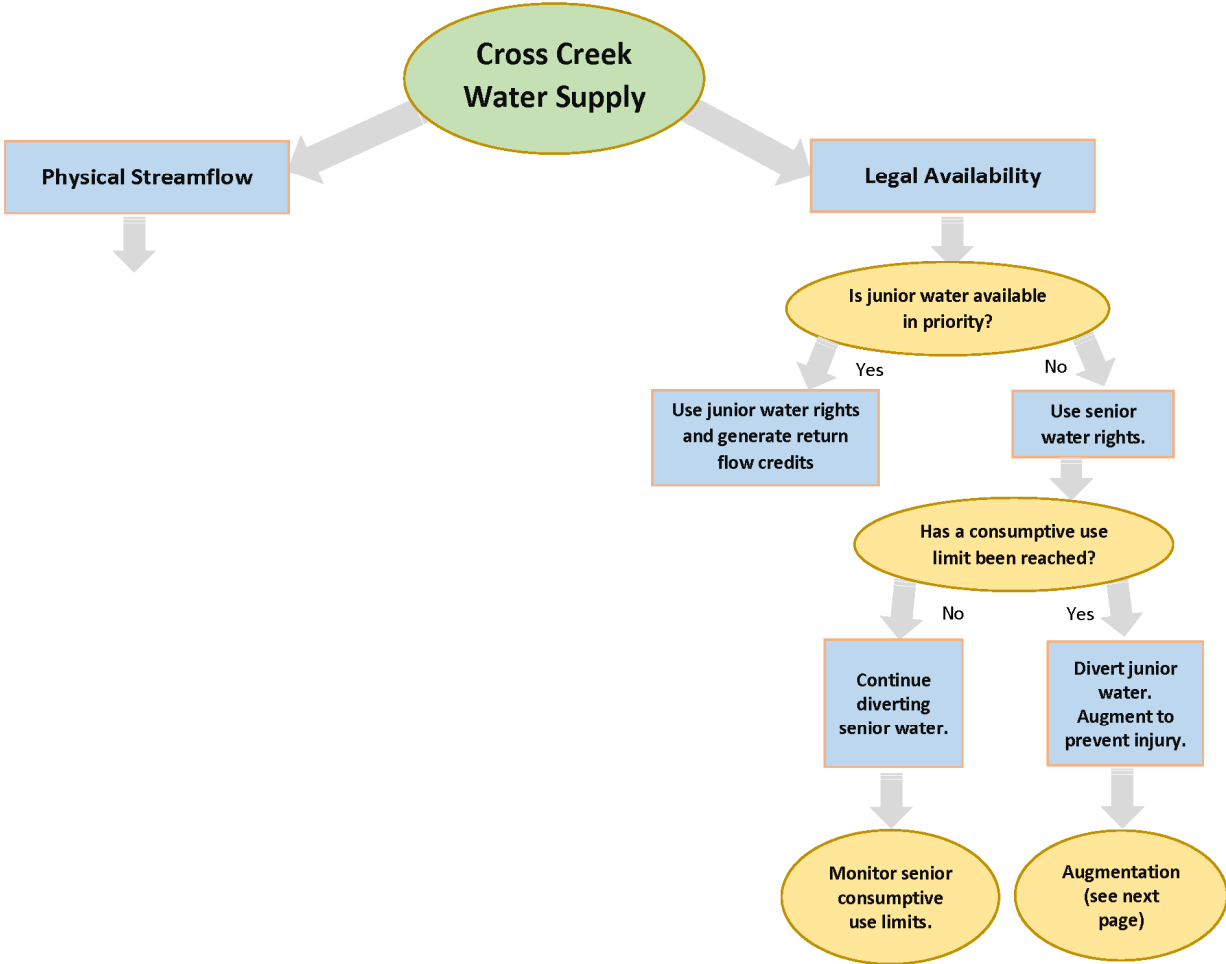 Cross Creek
Water Supply
Physical Streamflow
Legal Availability
Is junior water available
in priority?
Yes
No
Use junior water rights
and generate return
flow credits
Use senior
water rights.
Has a consumptive use
limit been reached?
No
Yes
Continue
diverting
senior water.
Divert junior
water.
Augment to
prevent injury.
Monitor senior
consumptive
use limits.
Augmentation
(see next
page)